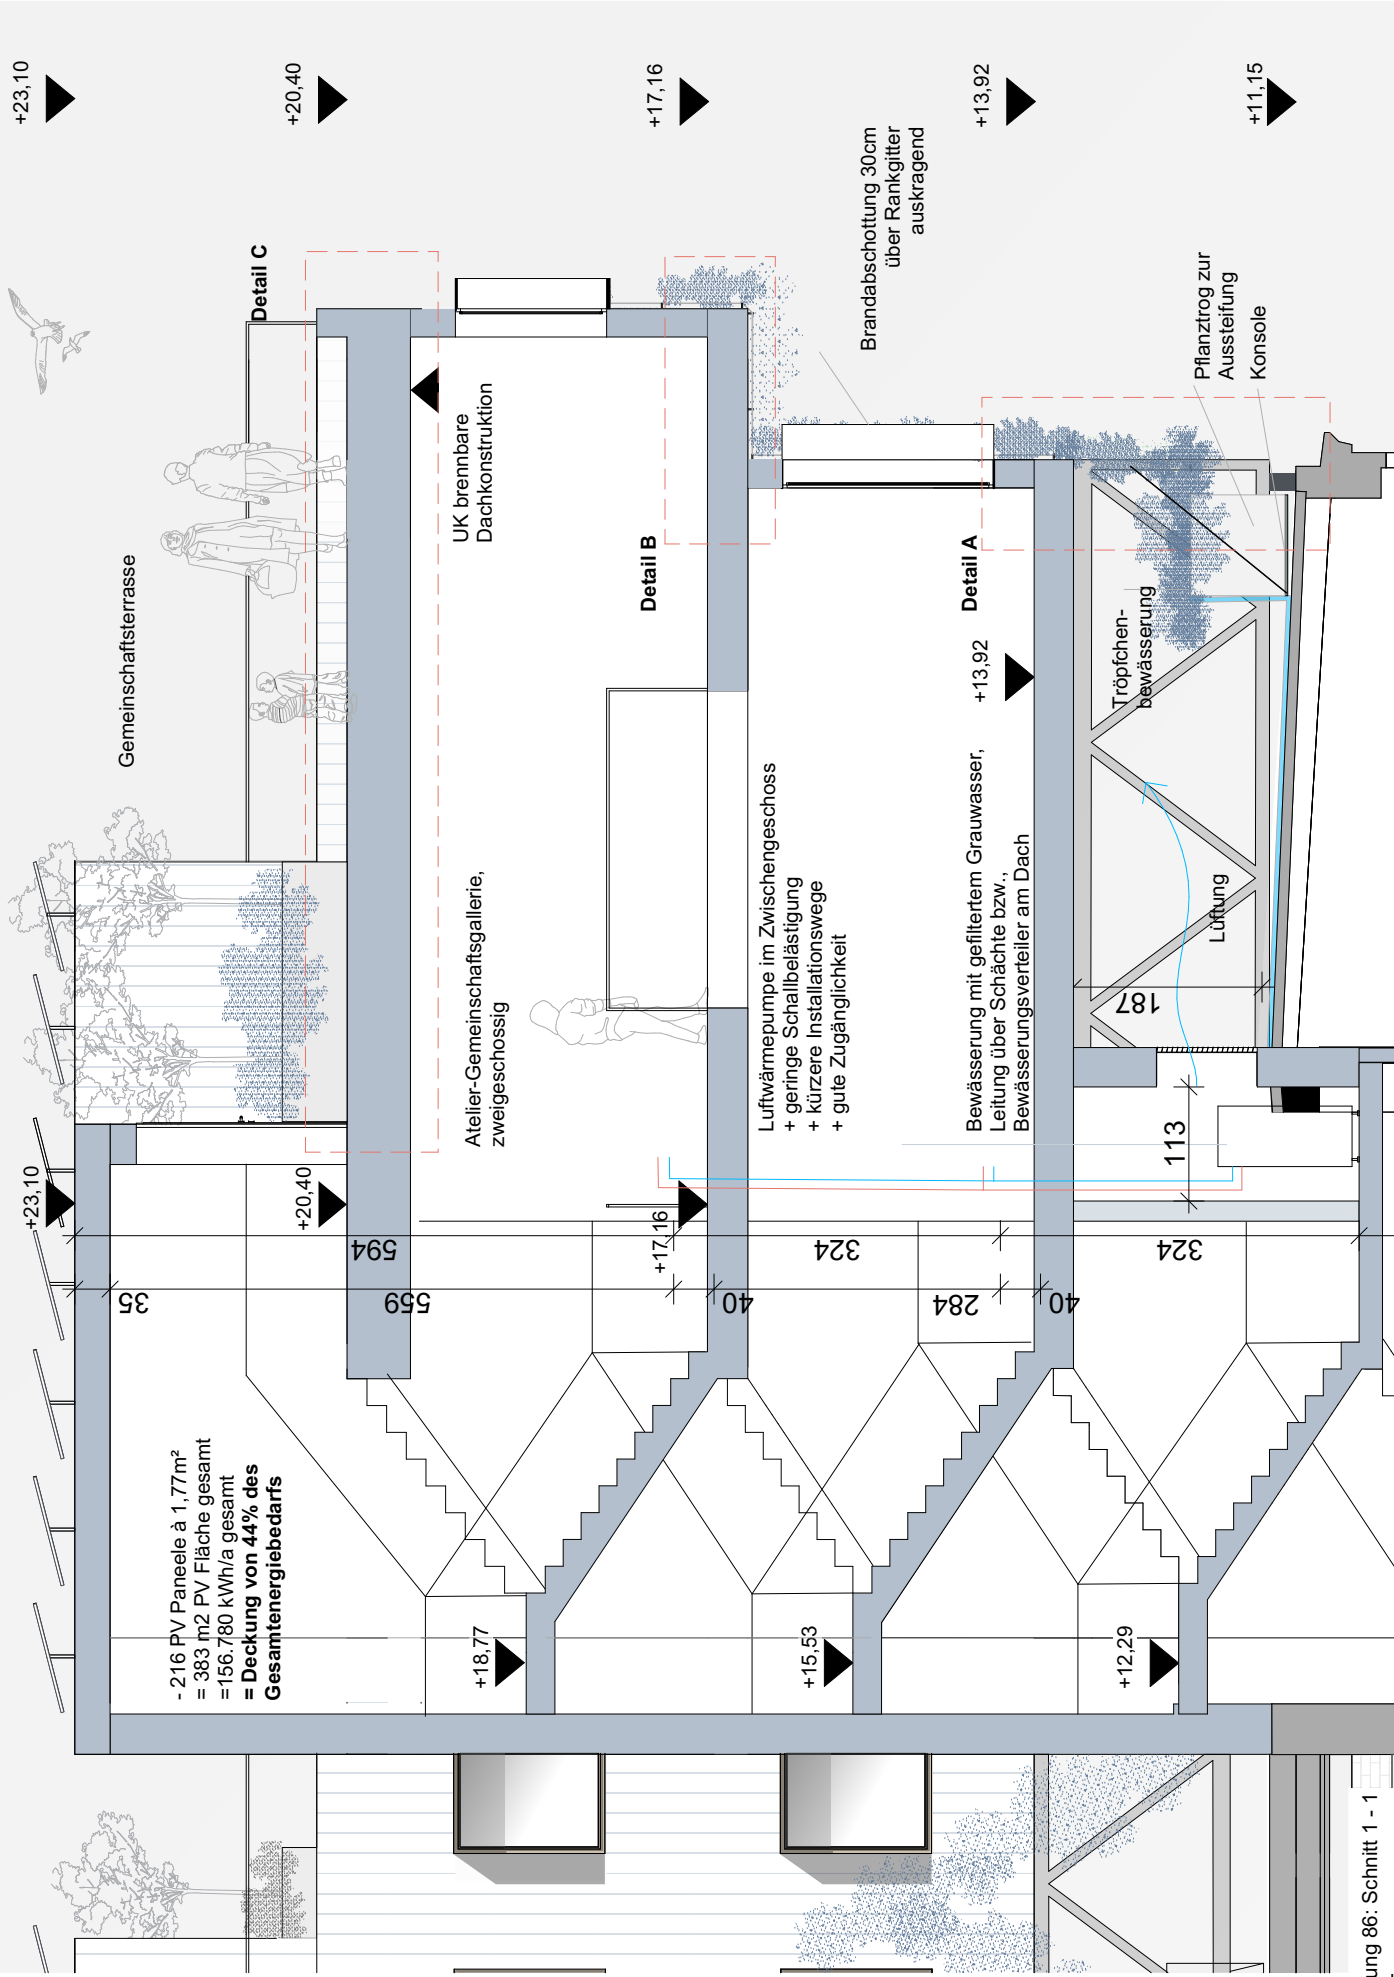 +23,10
+20,40
+17,16
+13,92
+11,15
Brandabschottung 30cm
über Rankgitter
auskragend
Detail C
Pflanztrog zur
Aussteifung
Konsole
UK brennbare
Dachkonstruktion
Gemeinschaftsterrasse
Detail B
Detail A
Tröpfchen-
bewässerung
+13,92
Atelier-Gemeinschaftsgallerie,
zweigeschossig
Luftwärmepumpe im Zwischengeschoss
+ geringe Schallbelästigung
+ kürzere Installationswege
+ gute Zugänglichkeit
Bewässerung mit gefiltertem Grauwasser,
Leitung über Schächte bzw.,
Bewässerungsverteiler am Dach
Lüftung
187
113
+23,10
+20,40
+17,16
594
324
324
35
559
40
284
40
- 216 PV Paneele à 1,77m²
= 383 m2 PV Fläche gesamt
=156.780 kWh/a gesamt
= Deckung von 44% des
Gesamtenergiebedarfs
+18,77
+15,53
+12,29
ung 86: Schnitt 1 - 1